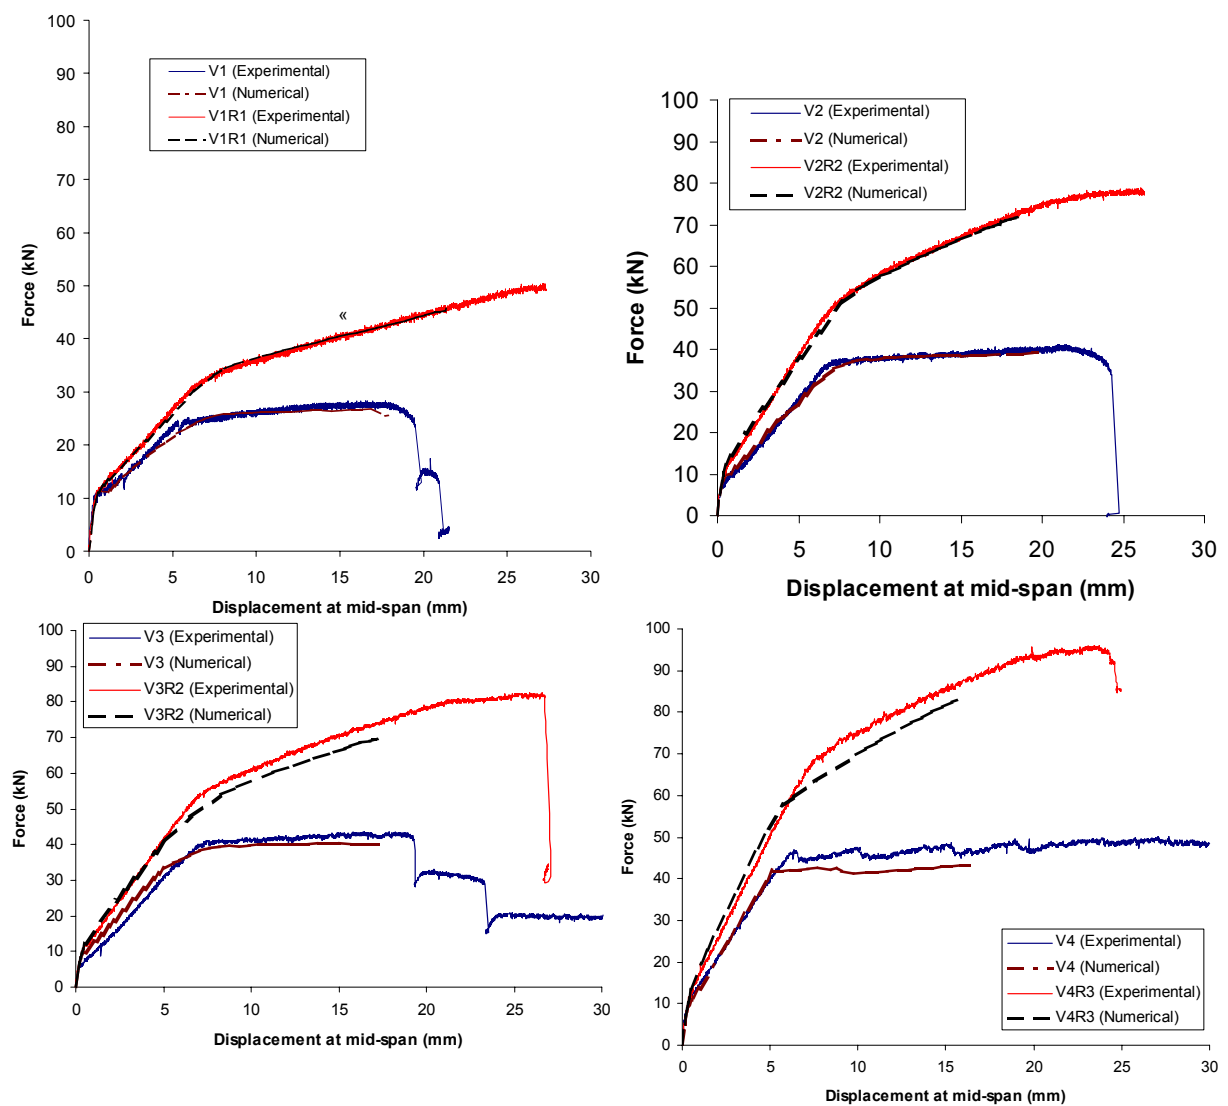 100
90
80
70
60
50
40
30
20
10
0
Force (kN)
V1 (Experimental)
V1 (Numerical)
V1R1 (Experimental)
V1R1 (Numerical)
«
0 5 10 15 20 25 30
Displacement at mid-span (mm)
100
90
80
70
60
50
40
30
20
10
0
Force (kN)
V2 (Experimental)
V2 (Numerical)
V2R2 (Experimental)
V2R2 (Numerical)
0 5 10 15 20 25 30
Displacement at mid-span (mm)
100
90
80
70
60
50
40
30
20
10
0
Force (kN)
V3 (Experimental)
V3 (Numerical)
V3R2 (Experimental)
V3R2 (Numerical)
0 5 10 15 20 25 30
Displacement at mid-span (mm)
100
90
80
70
60
50
40
30
20
10
0
Force (kN)
V4 (Experimental)
V4 (Numerical)
V4R3 (Experimental)
V4R3 (Numerical)
0 5 10 15 20 25 30
Displacement at mid-span (mm)